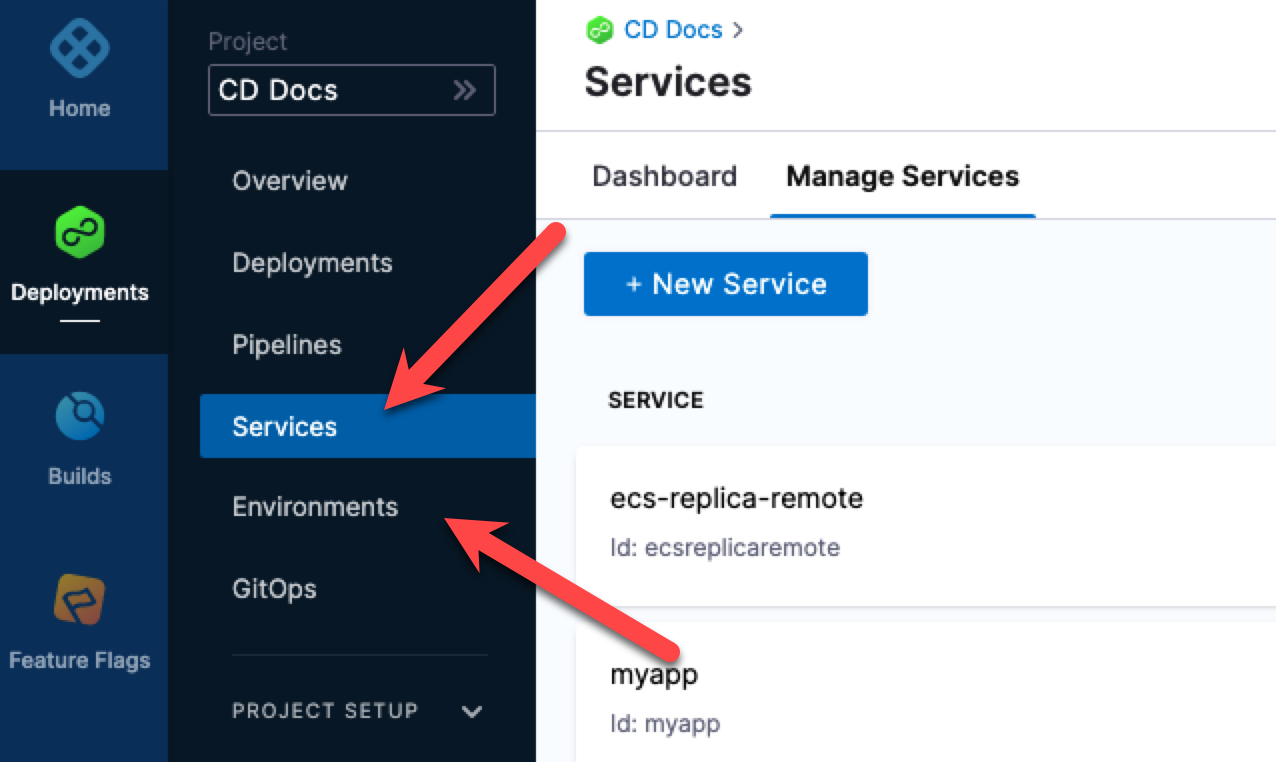 Home
Deployments
Builds
Feature Flags
Project
CD Docs
Overview
Deployments
Pipelines
Services
Environments
GitOps
PROJECT SETUP
CD Docs
Services
Dashboard
Manage Services
+ New Service
SERVICE
ecs-replica-remote
Id: ecsreplicaremote
myapp
Id: myapp